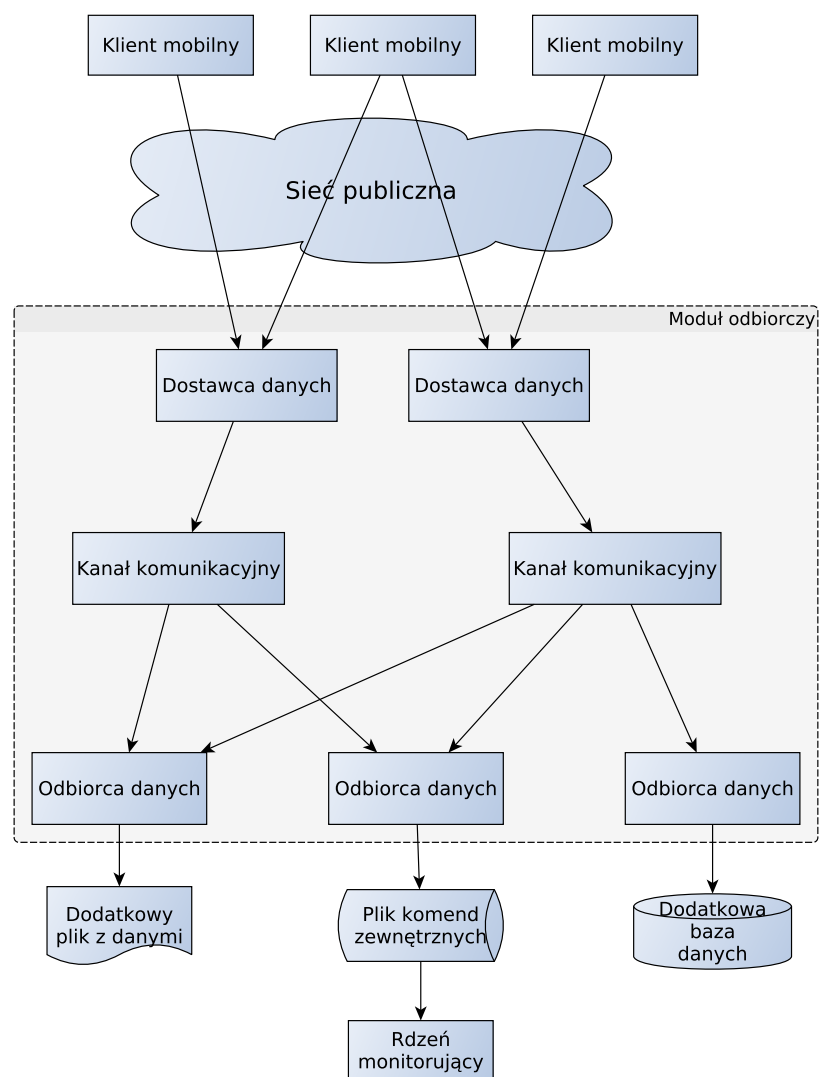 Klient mobilny
Klient mobilny
Klient mobilny
Sieć publiczna
Moduł odbiorczy
Dostawca danych
Dostawca danych
Kanał komunikacyjny
Kanał komunikacyjny
Odbiorca danych
Odbiorca danych
Odbiorca danych
Dodatkowy
plik z danymi
Plik komend
zewnętrznych
Dodatkowa
baza
danych
Rdzeń
monitorujący